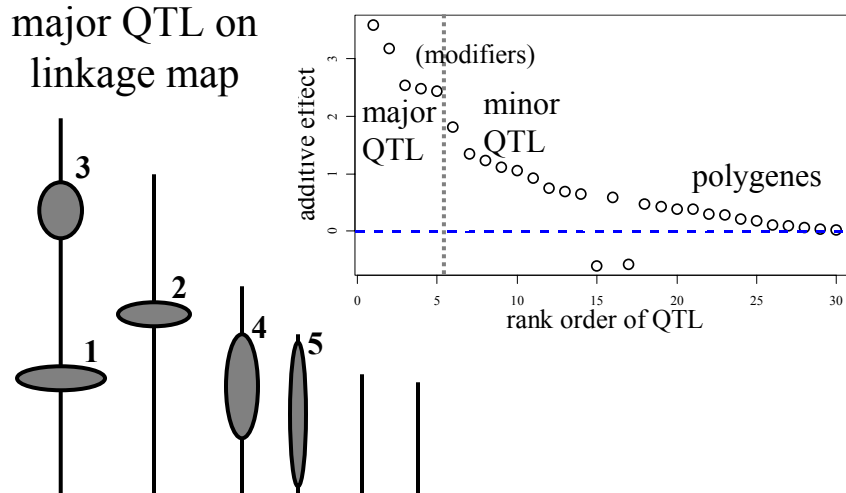 major QTL on
linkage map
3
2
1
4
5
(modifiers)
major
QTL
minor
QTL
polygenes
additive effect
3
2
1
0
0
5
10
15
20
25
30
rank order of QTL